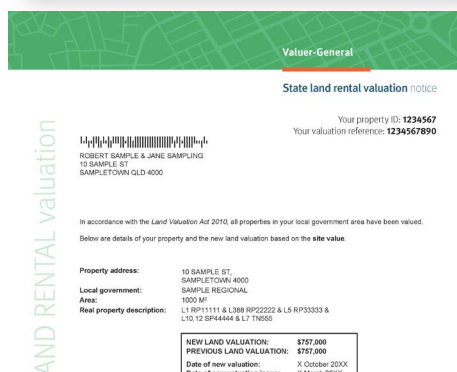 Valuer-General
State land rental valuation notice
Your property ID: 1234567
Your valuation reference: 1234567890
ROBERT SAMPLE & JANE SAMPLING
10 SAMPLE ST
SAMPLETOWN QLD 4000
In accordance with the Land Valuation Act 2010, all properties in your local government area have been valued.
Below are details of your property and the new land valuation based on the site value.
Property address: 10 SAMPLE ST,
SAMPLETOWN 4000
Local government: SAMPLE REGIONAL
Area: 1000 M²
Real property description: L1 RP11111 & L388 RP22222 & L5 RP33333 &
L10,12 SP44444 & L7 TN555
NEW LAND VALUATION: $757,000
PREVIOUS LAND VALUATION: $757,000
Date of new valuation: X October 20XX
LAND RENTAL valuation